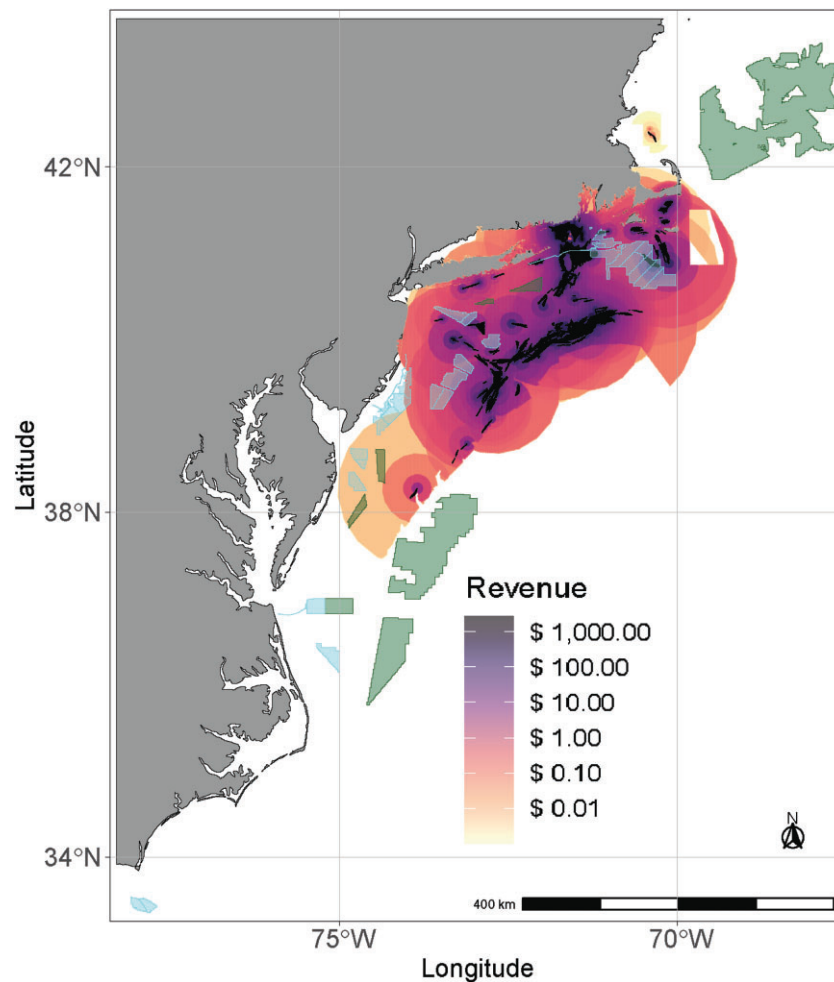 42°N
38°N
34°N
Latitude
Revenue
$ 1,000.00
$ 100.00
$ 10.00
$ 1.00
$ 0.10
$ 0.01
N
400 km
75°W
70°W
Longitude